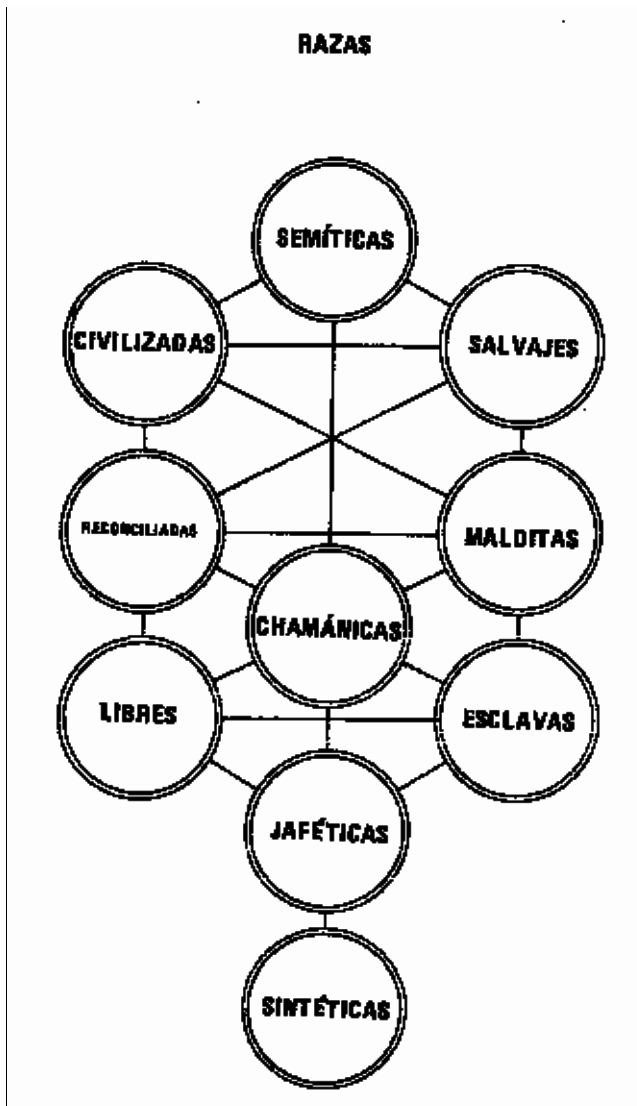 RAZAS
SEMÍTICAS
CIVILIZADAS
SALVAJES
RECONCILIADAS
MALDITAS
CHAMÁNICAS
LIBRES
ESCLAVAS
JAFÉTICAS
SINTÉTICAS